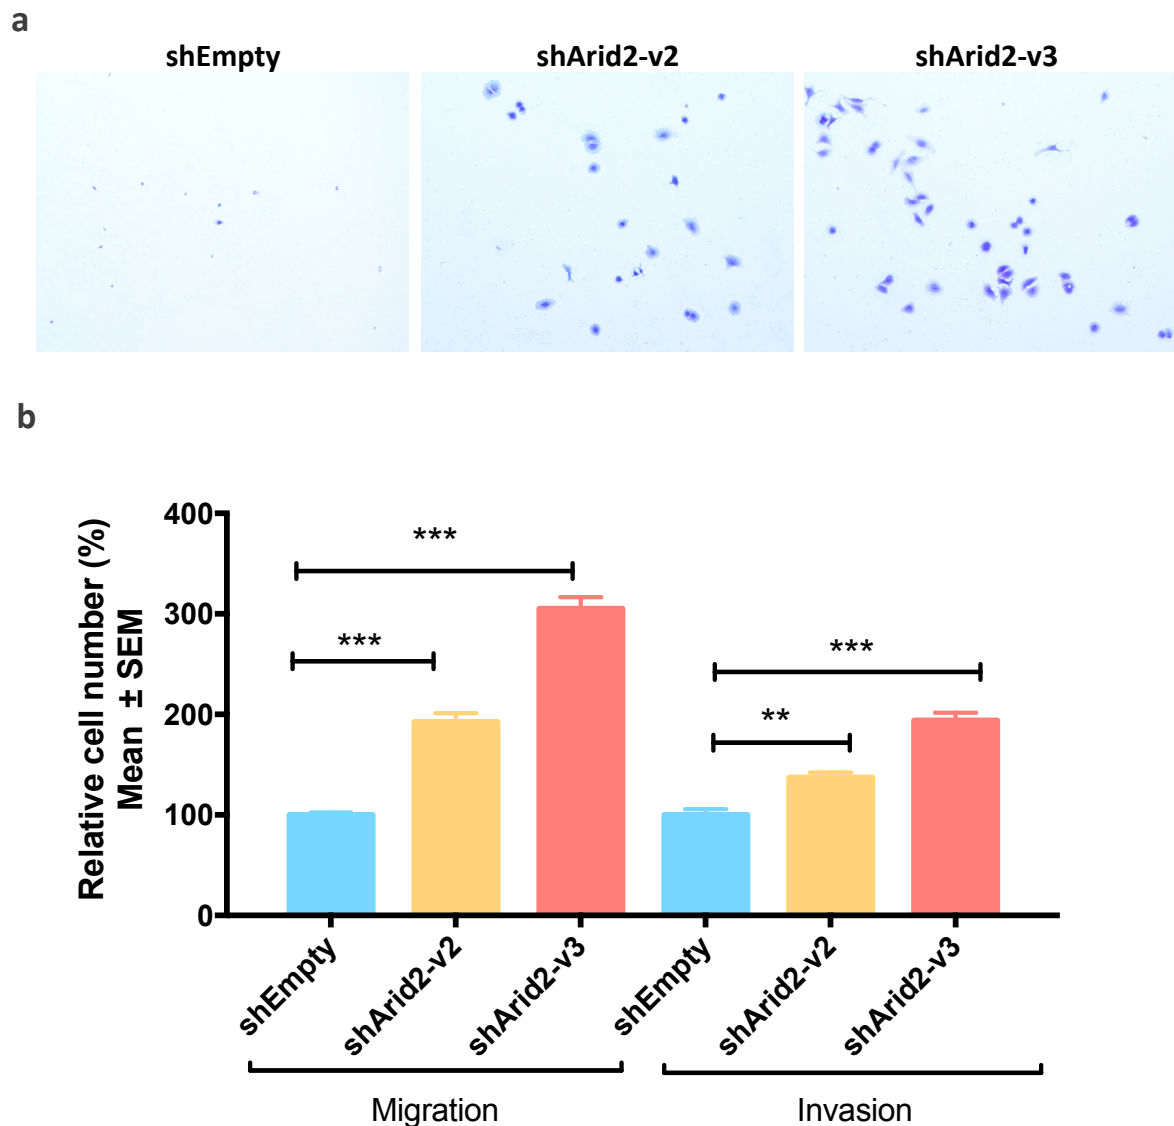 a
shEmpty shArid2-v2 shArid2-v3
b
Relative cell number (%)
Mean ± SEM
400
300
200
100
0
***
***
***
**
shEmpty
shArid2-v2
shArid2-v3
shEmpty
shArid2-v2
shArid2-v3
Migration
Invasion